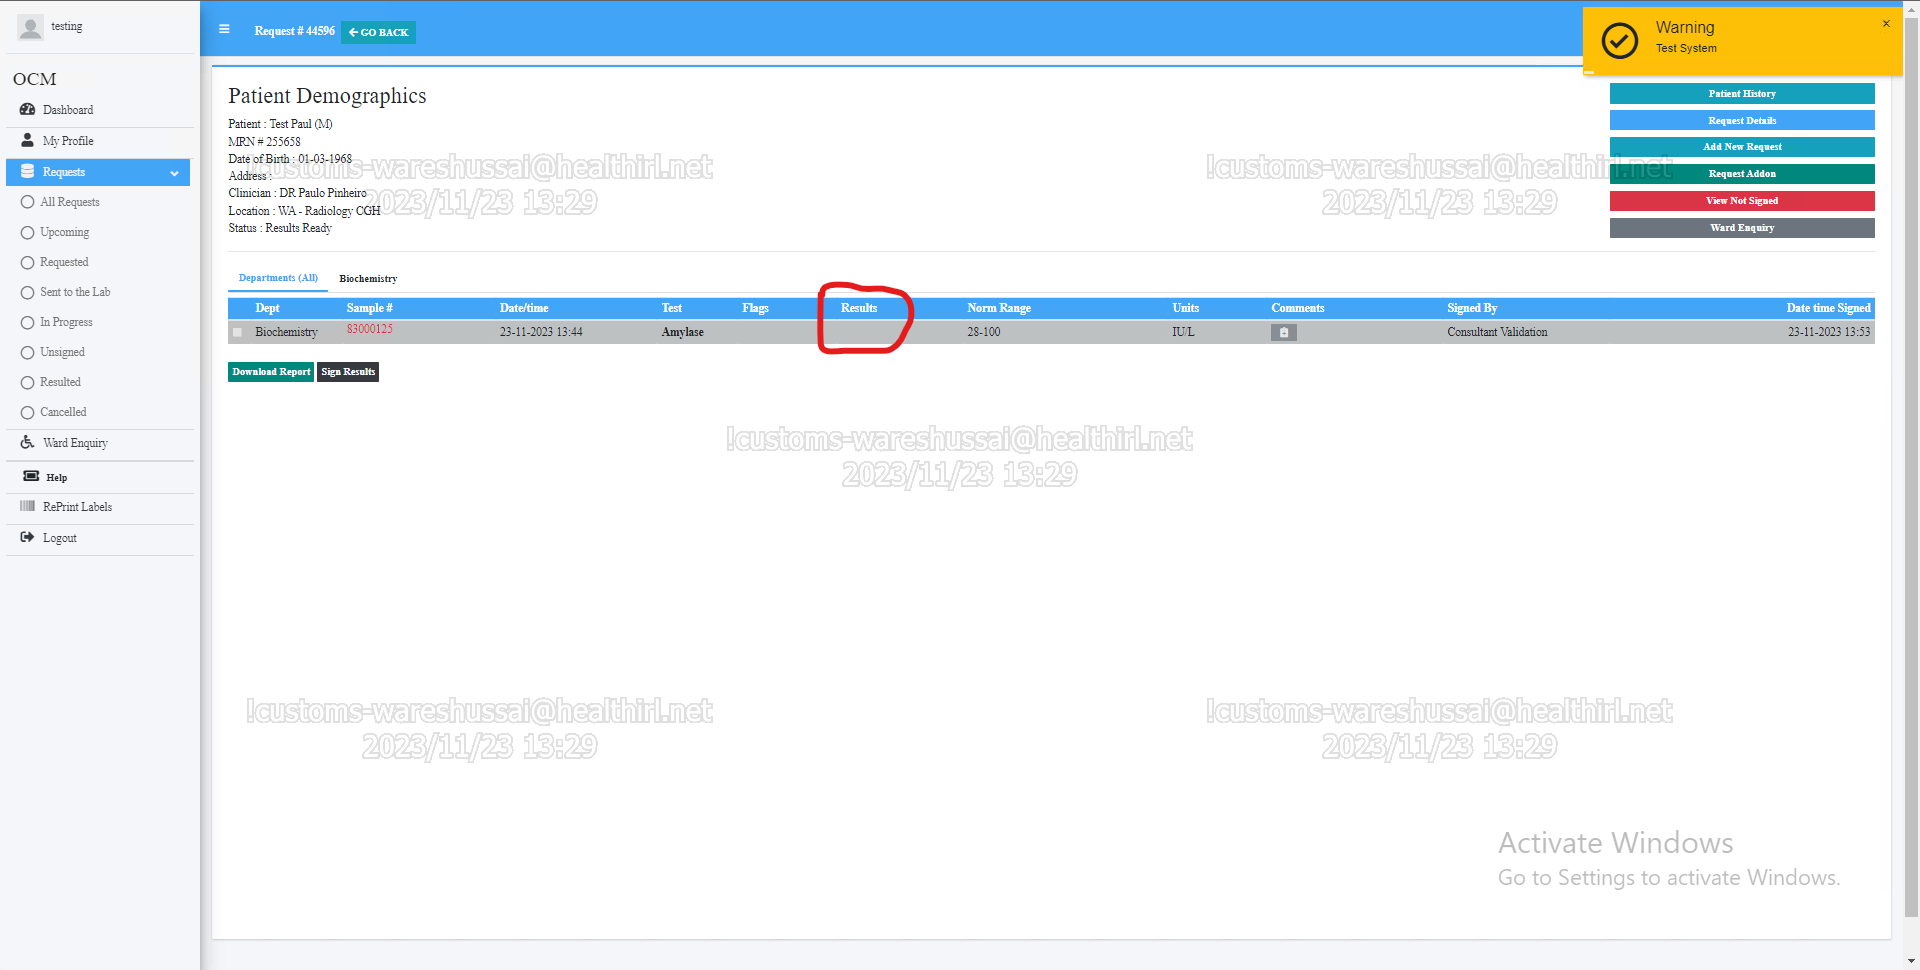 testing
OCM
Dashboard
My Profile
Requests
All Requests
Upcoming
Requested
Sent to the Lab
In Progress
Unsigned
Resulted
Cancelled
Ward Enquiry
Help
RePrint Labels
Logout
Request # 44596
GO BACK
Warning
Test System
Patient Demographics
Patient : Test Paul (M)
MRN # 255658
Date of Birth : 01-03-1968
Address :
Clinician : DR Paulo Pinheiro
Location : WA - Radiology CGH
Status : Results Ready
Patient History
Request Details
Add New Request
Request Addon
View Not Signed
Ward Enquiry
!customs-wareshussai@healthirl.net
2023/11/23 13:29
!customs-wareshussai@healthirl.net
2023/11/23 13:29
Departments (All) Biochemistry
Dept Sample # Date/time Test Flags Results Norm Range Units Comments Signed By Date time Signed
Biochemistry 83000125 23-11-2023 13:44 Amylase 28-100 IU/L Consultant Validation 23-11-2023 13:53
Download Report Sign Results
!customs-wareshussai@healthirl.net
2023/11/23 13:29
!customs-wareshussai@healthirl.net
2023/11/23 13:29
!customs-wareshussai@healthirl.net
2023/11/23 13:29
Activate Windows
Go to Settings to activate Windows.